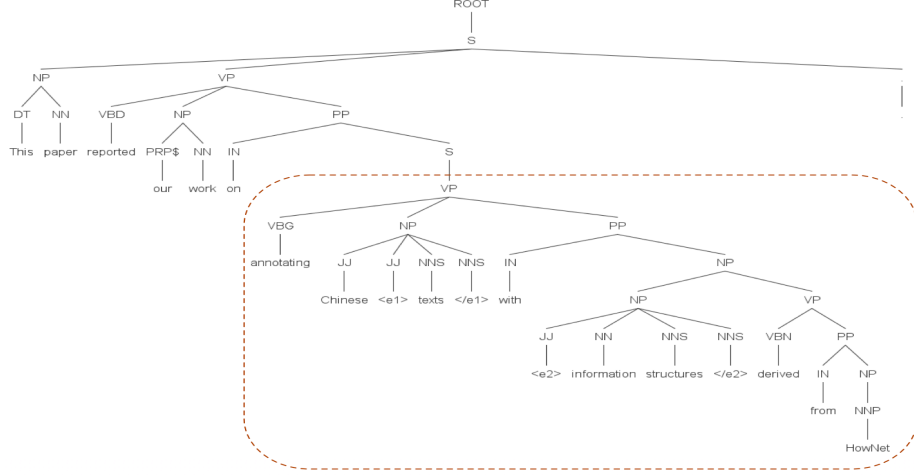 ROOT
S
NP VP .
DT NN VBD NP PP .
This paper reported PRP$ NN IN S
our work on VP
VBG NP PP
annotating JJ JJ NNS NNS IN NP
Chinese <e1> texts </e1> with NP VP
JJ NN NNS NNS VBN PP
<e2> information structures </e2> derived IN NP
from NNP
HowNet